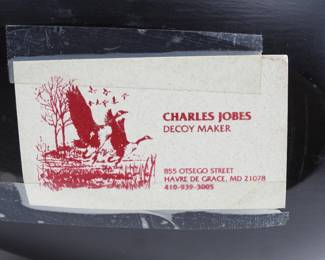 CHARLES JOBES
DECOY MAKER
855 OTSEGO STREET
HAVRE DE GRACE, MD 21078
410-939-3005